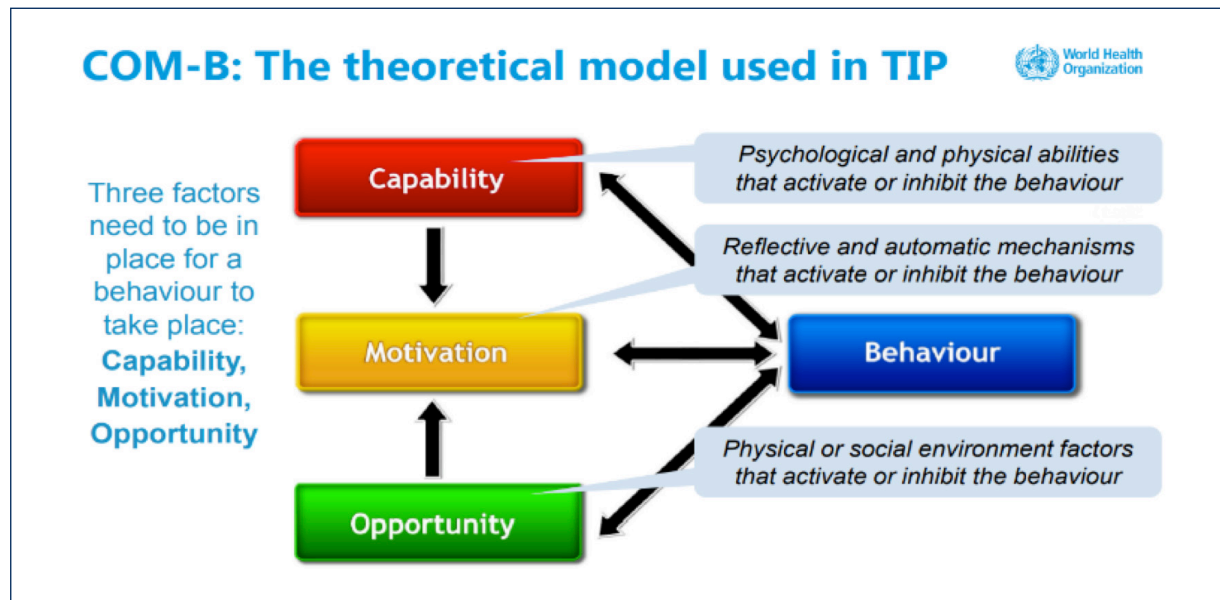 COM-B: The theoretical model used in TIP
World Health
Organization
Three factors
need to be in
place for a
behaviour to
take place:
Capability,
Motivation,
Opportunity
Capability
Psychological and physical abilities
that activate or inhibit the behaviour
Motivation
Reflective and automatic mechanisms
that activate or inhibit the behaviour
Behaviour
Opportunity
Physical or social environment factors
that activate or inhibit the behaviour